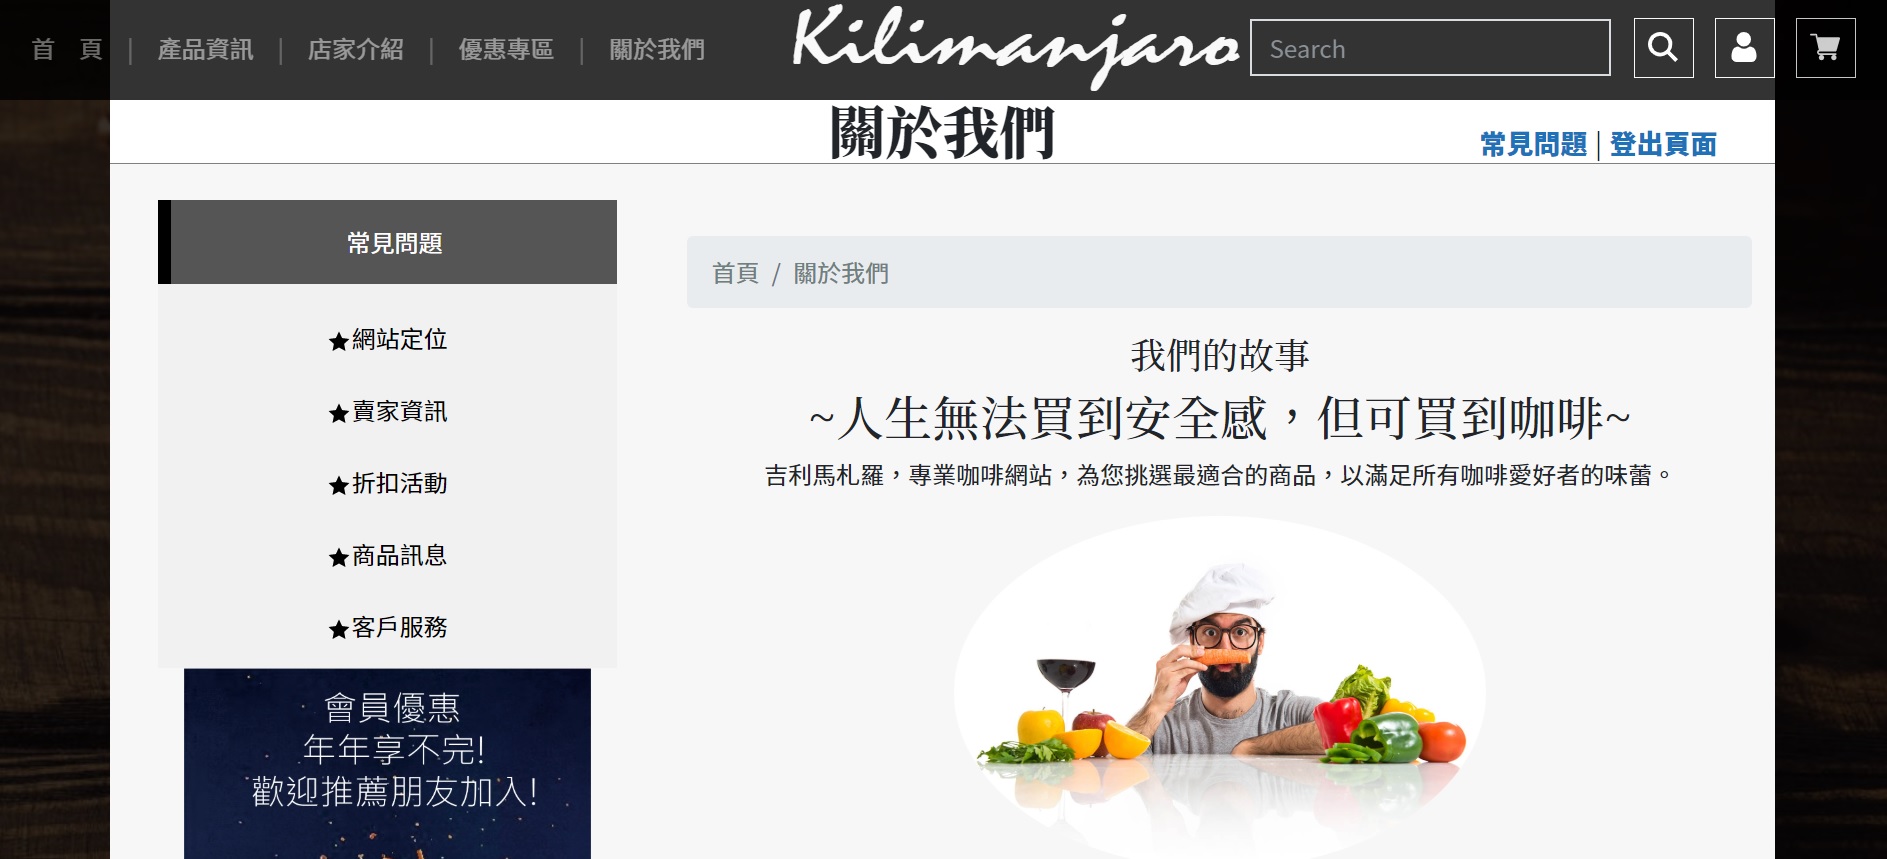 首 頁 | 產品資訊 | 店家介紹 | 優惠專區 | 關於我們
Kilimanjaro
Search
關於我們
常見問題 | 登出頁面
常見問題
★網站定位
★賣家資訊
★折扣活動
★商品訊息
★客戶服務
會員優惠
年年享不完!
歡迎推薦朋友加入!
首頁 / 關於我們
我們的故事
~人生無法買到安全感，但可買到咖啡~
吉利馬札羅，專業咖啡網站，為您挑選最適合的商品，以滿足所有咖啡愛好者的味蕾。